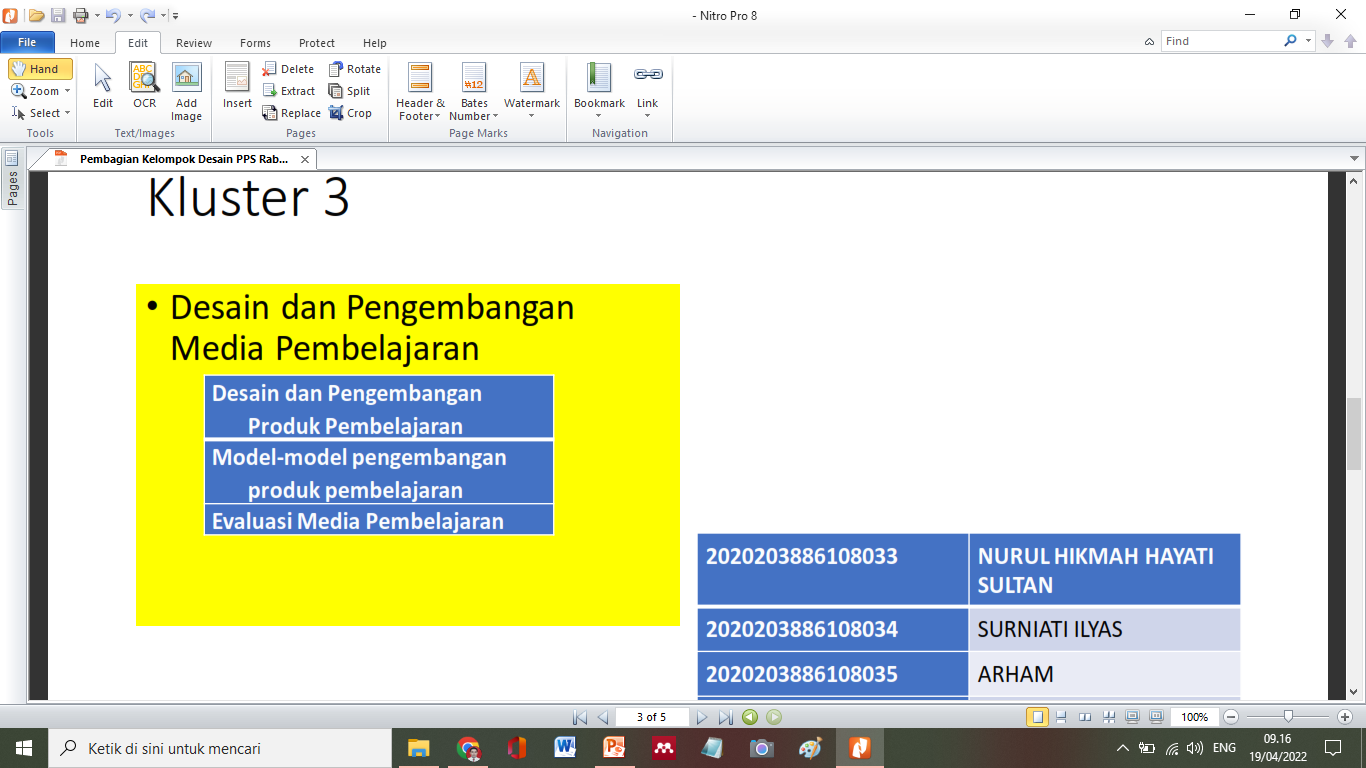 - Nitro Pro 8
File Home Edit Review Forms Protect Help
Find
Hand
Zoom
Select
Tools
Edit OCR Add Image
Text/Images
Insert
Delete
Extract
Replace
Rotate
Split
Crop
Pages
Header & Footer
Bates Number
Watermark
Page Marks
Bookmark
Link
Navigation
Pembagian Kelompok Desain PPS Rab...
Pages
Kluster 3
• Desain dan Pengembangan
Media Pembelajaran
Desain dan Pengembangan
Produk Pembelajaran
Model-model pengembangan
produk pembelajaran
Evaluasi Media Pembelajaran
2020203886108033 NURUL HIKMAH HAYATI
SULTAN
2020203886108034 SURNIATI ILYAS
2020203886108035 ARHAM
3 of 5
100%
Ketik di sini untuk mencari
ENG
09.16
19/04/2022